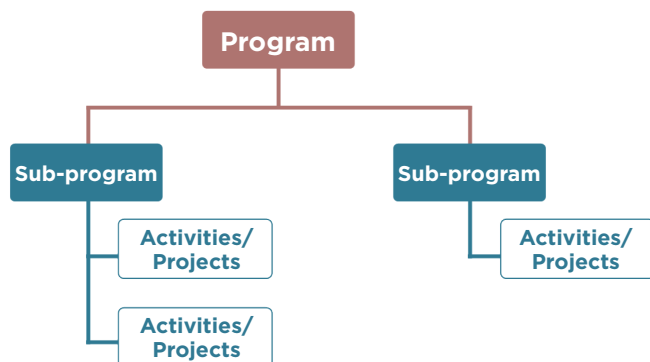 Program
Sub-program
Sub-program
Activities/
Projects
Activities/
Projects
Activities/
Projects